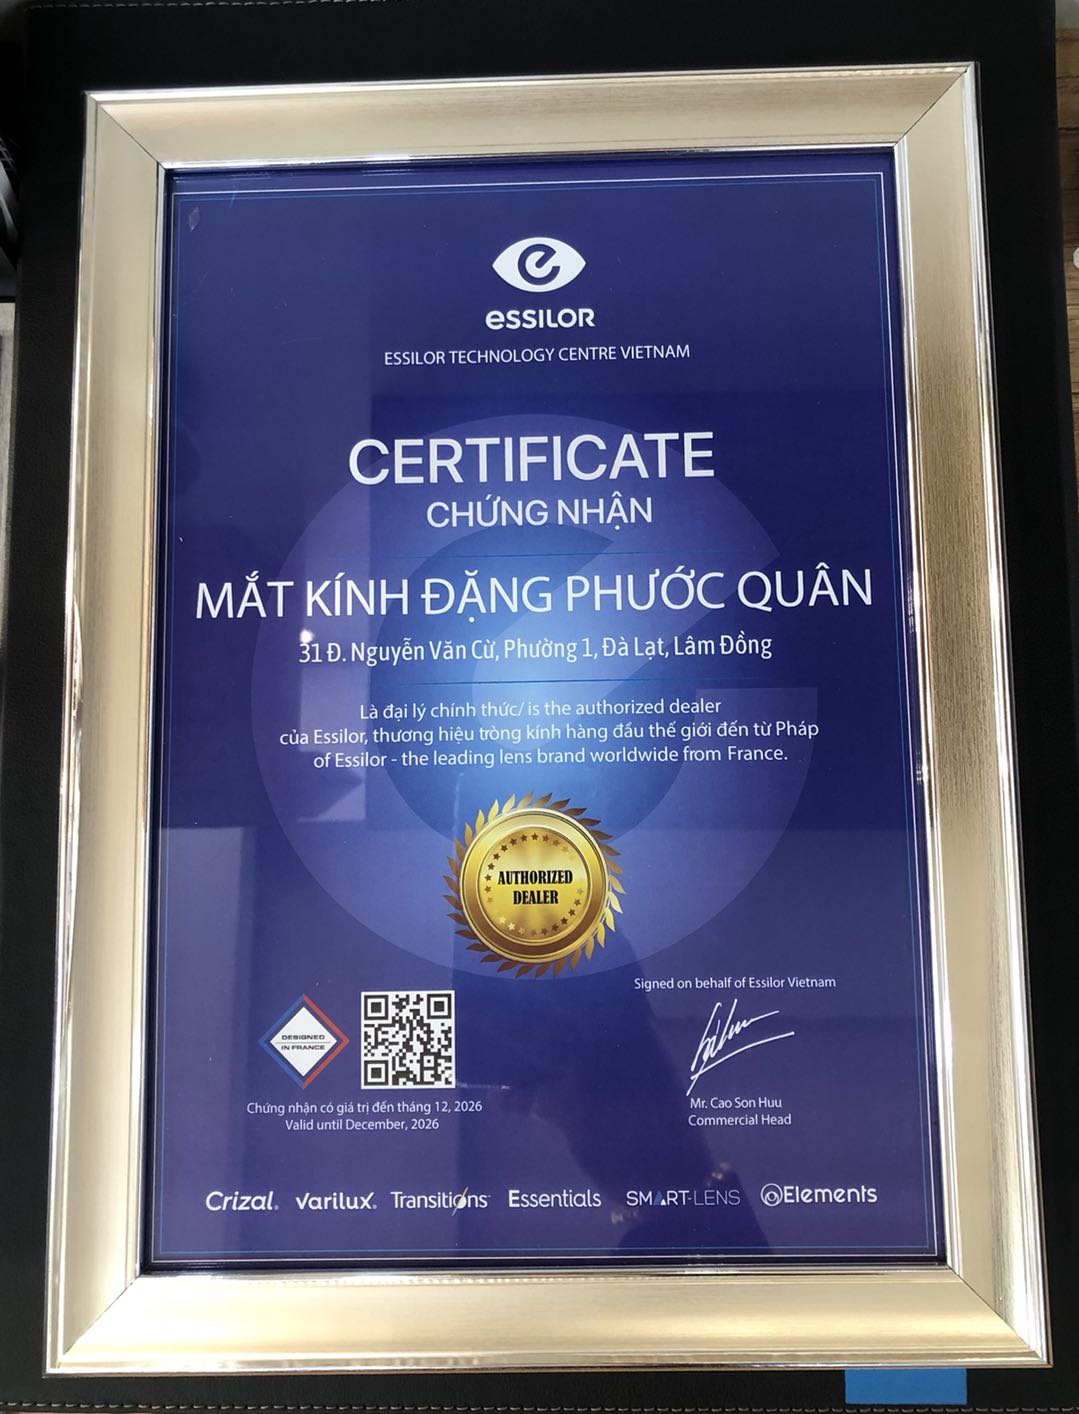 essilor
ESSILOR TECHNOLOGY CENTRE VIETNAM
CERTIFICATE
CHỨNG NHẬN
MẮT KÍNH ĐẶNG PHƯỚC QUÂN
31 Đ. Nguyễn Văn Cừ, Phường 1, Đà Lạt, Lâm Đồng
Là đại lý chính thức/ is the authorized dealer
của Essilor, thương hiệu tròng kính hàng đầu thế giới đến từ Pháp
of Essilor - the leading lens brand worldwide from France.
AUTHORIZED
DEALER
Signed on behalf of Essilor Vietnam
DESIGNED
IN FRANCE
Chứng nhận có giá trị đến tháng 12, 2026
Valid until December, 2026
Mr. Cao Son Huu
Commercial Head
Crizal. varilux. Transitions Essentials SMART-LENS Elements